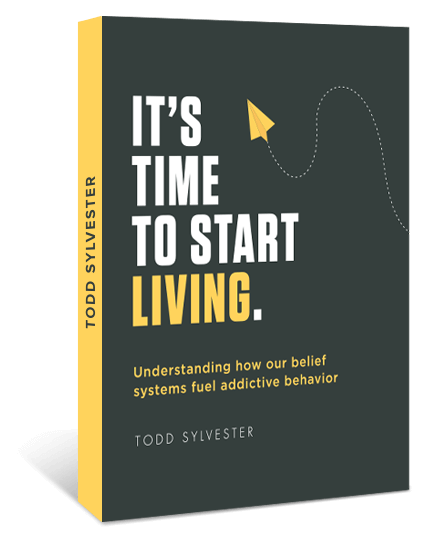 TODD SYLVESTER
IT'S
TIME
TO START
LIVING.
Understanding how our belief
systems fuel addictive behavior
TODD SYLVESTER